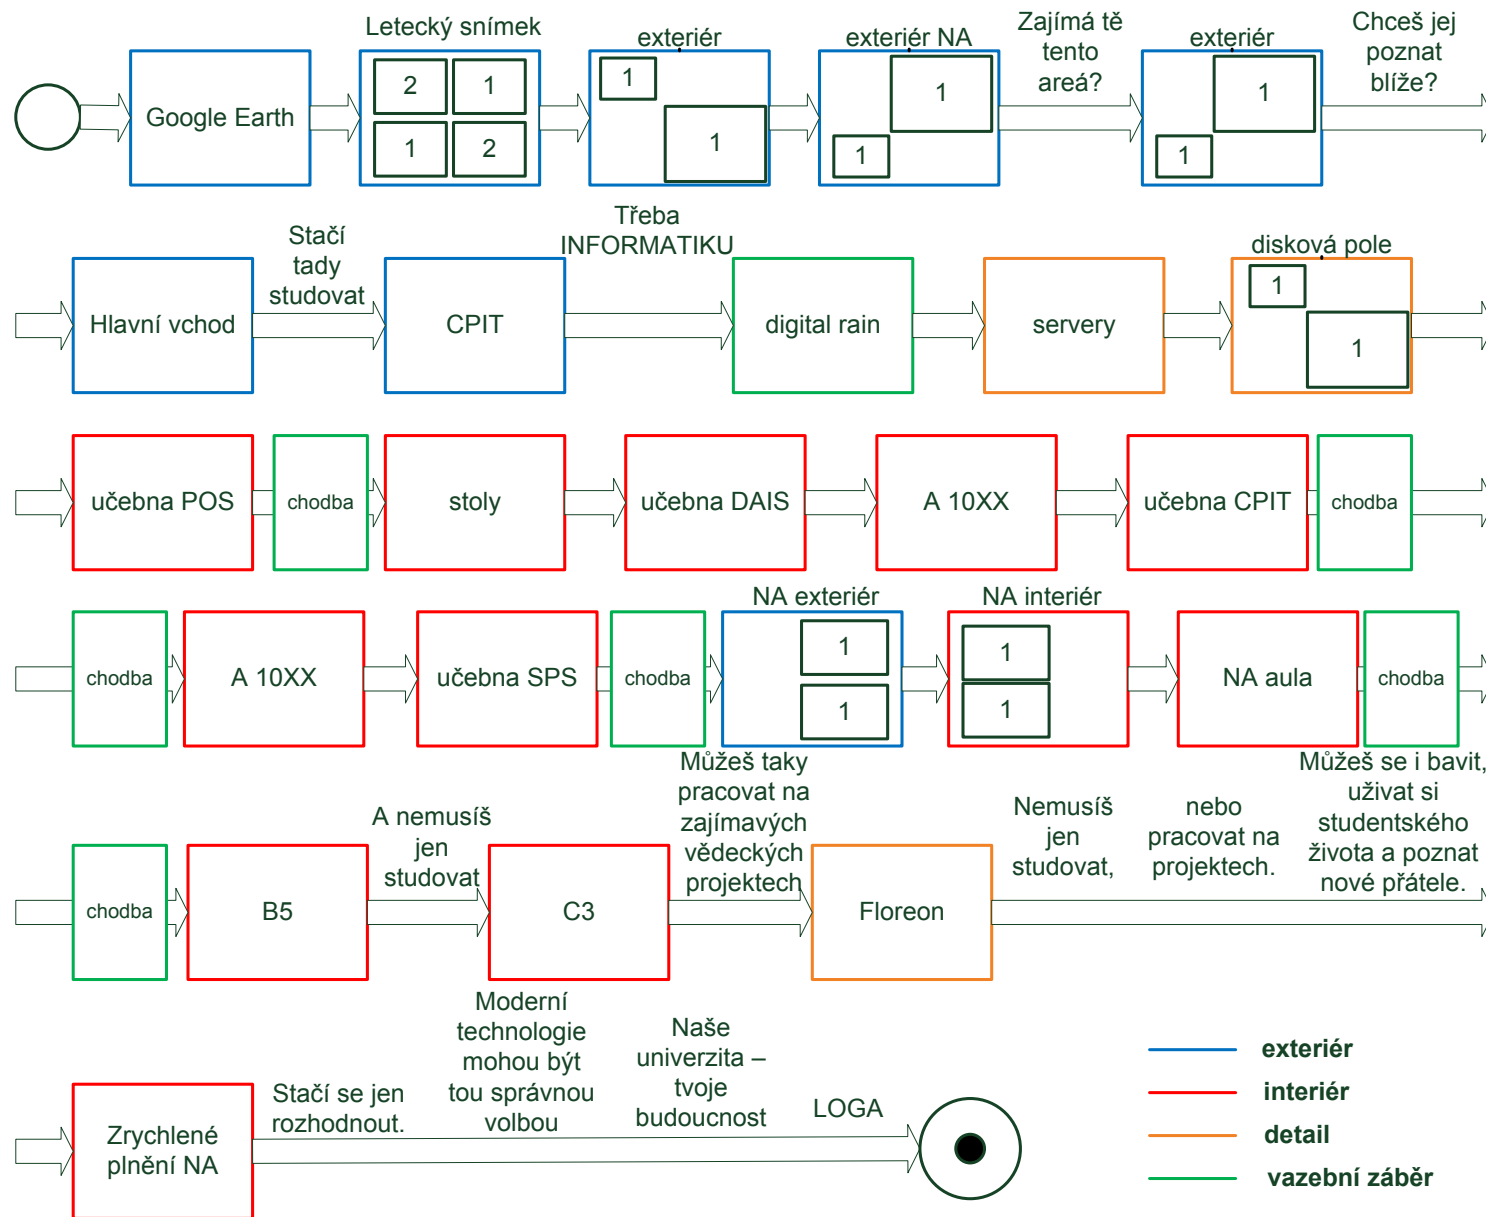 Letecký snímek
exteriér
exteriér NA
Zajímá tě
tento
areá?
exteriér
Chceš jej
poznat
blíže?
Google Earth
2
1
1
2
1
1
1
1
1
1
Stačí
tady
studovat
Třeba
INFORMATIKU
disková pole
Hlavní vchod
CPIT
digital rain
servery
1
1
učebna POS
chodba
stoly
učebna DAIS
A 10XX
učebna CPIT
chodba
NA exteriér
NA interiér
chodba
A 10XX
učebna SPS
chodba
1
1
1
1
NA aula
chodba
A nemusíš
jen
studovat
Můžeš taky
pracovat na
zajímavých
vědeckých
projektech
Nemusíš
jen
studovat,
nebo
pracovat na
projektech.
Můžeš se i bavit,
uživat si
studentského
života a poznat
nové přátele.
chodba
B5
C3
Floreon
Zrychlené
plnění NA
Stačí se jen
rozhodnout.
Moderní
technologie
mohou být
tou správnou
volbou
Naše
univerzita –
tvoje
budoucnost
LOGA
exteriér
interiér
detail
vazební záběr